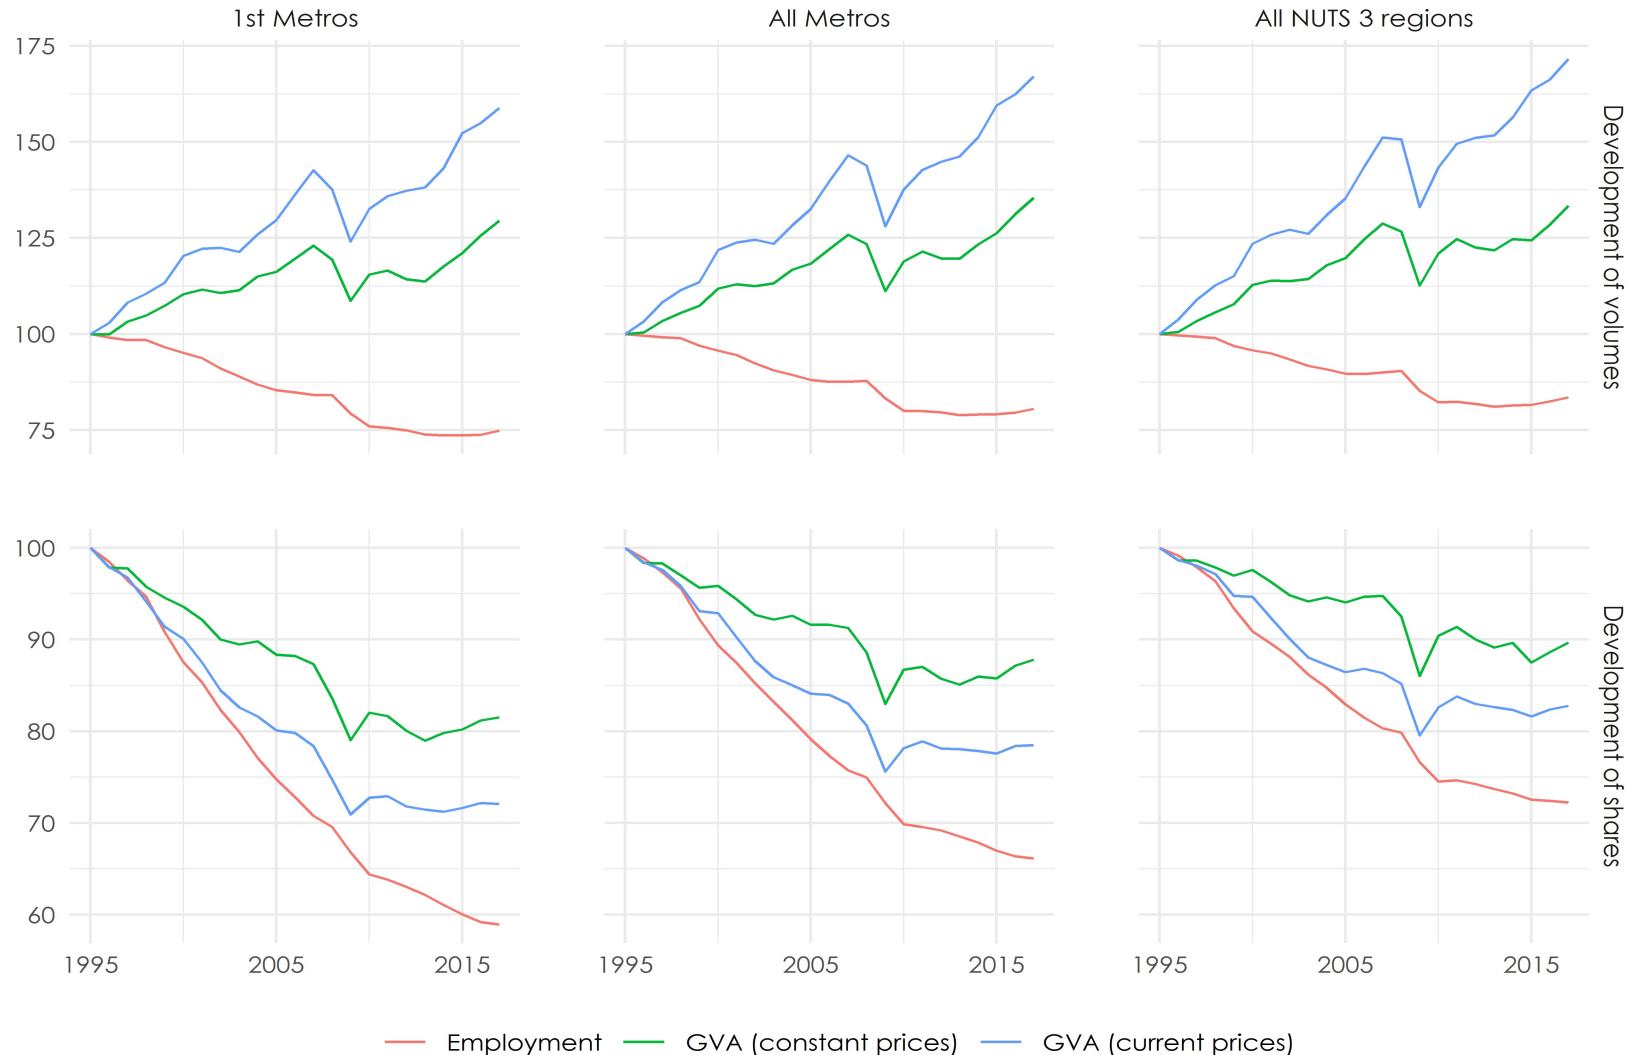 1st Metros
All Metros
All NUTS 3 regions
175
150
125
100
75
Development of volumes
100
90
80
70
60
Development of shares
1995
2005
2015
1995
2005
2015
1995
2005
2015
Employment
GVA (constant prices)
GVA (current prices)